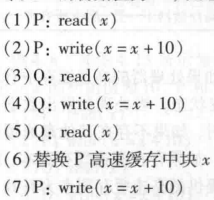 (1)P：read(x)
(2)P：write(x=x+10)
(3)Q：read(x)
(4)Q：write(x=x+10)
(5)Q：read(x)
(6)替换 P 高速缓存中块 x
(7)P：write(x=x+10)